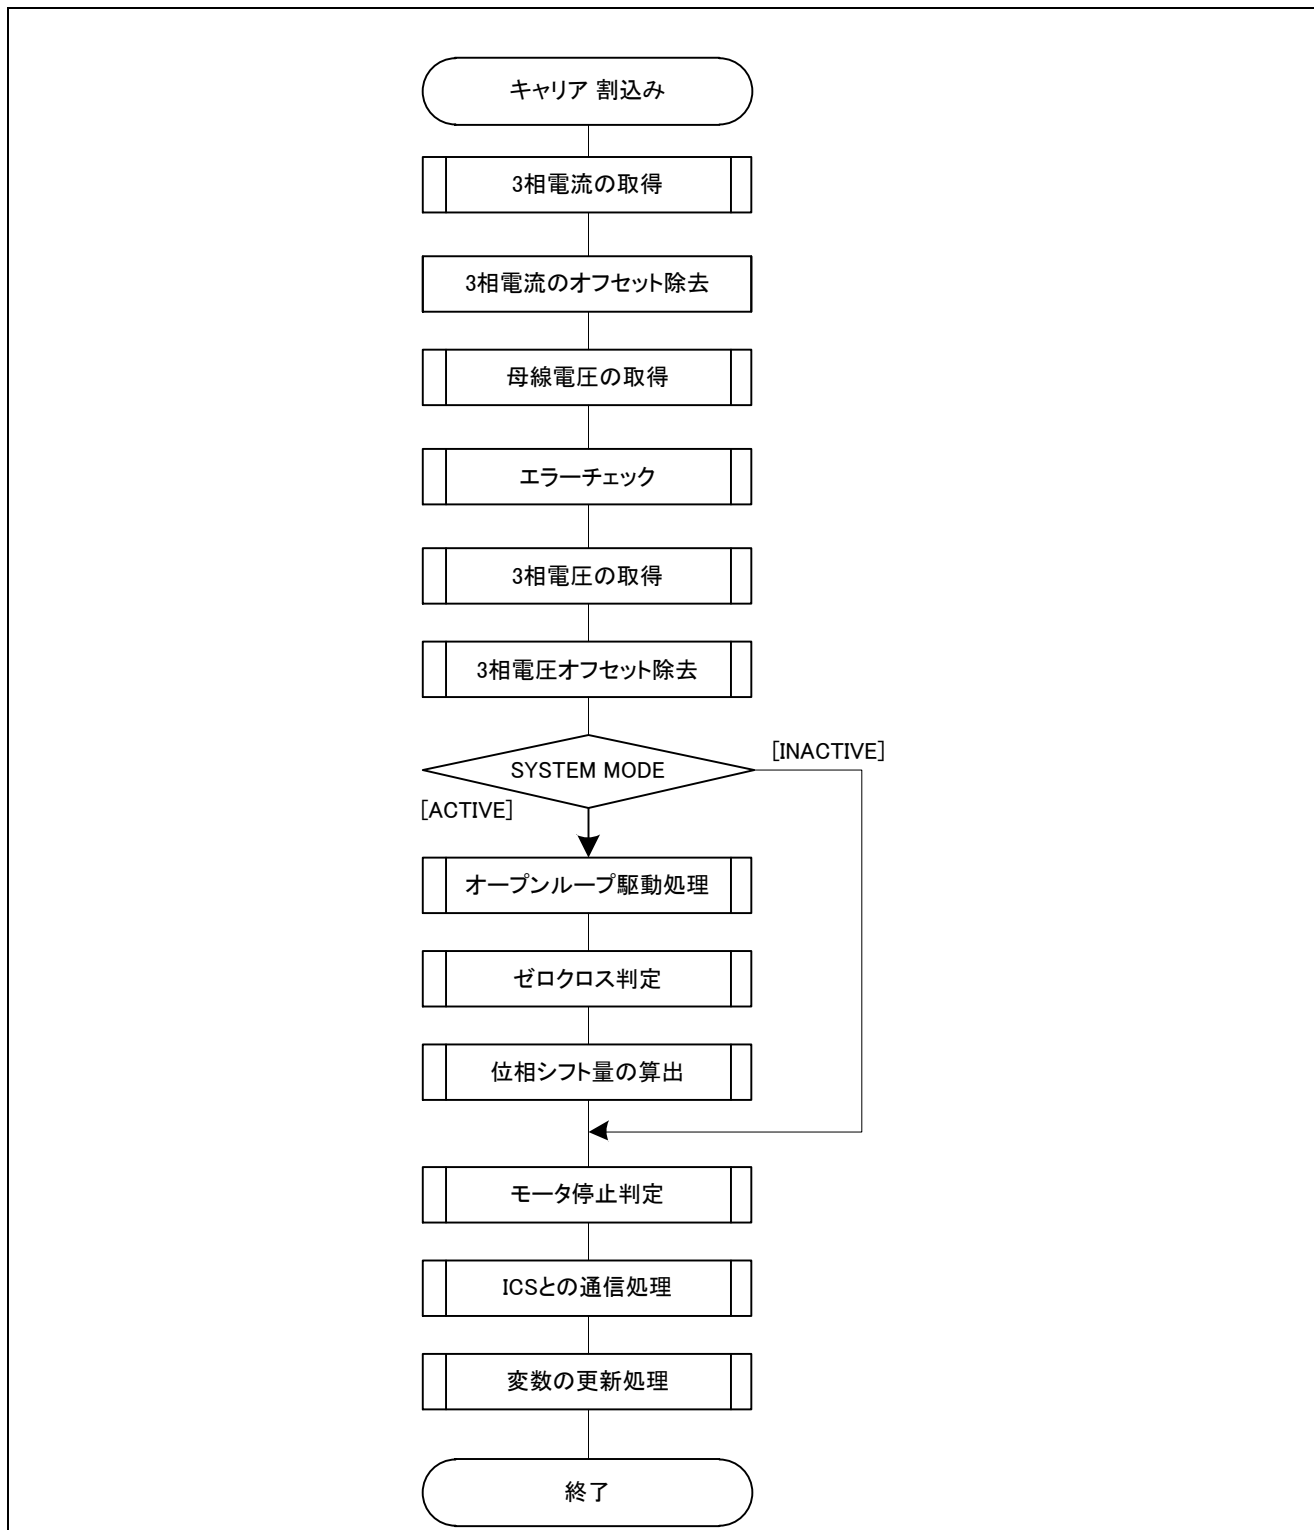 キャリア 割込み
3相電流の取得
3相電流のオフセット除去
母線電圧の取得
エラーチェック
3相電圧の取得
3相電圧オフセット除去
SYSTEM MODE
[INACTIVE]
[ACTIVE]
オープンループ駆動処理
ゼロクロス判定
位相シフト量の算出
モータ停止判定
ICSとの通信処理
変数の更新処理
終了